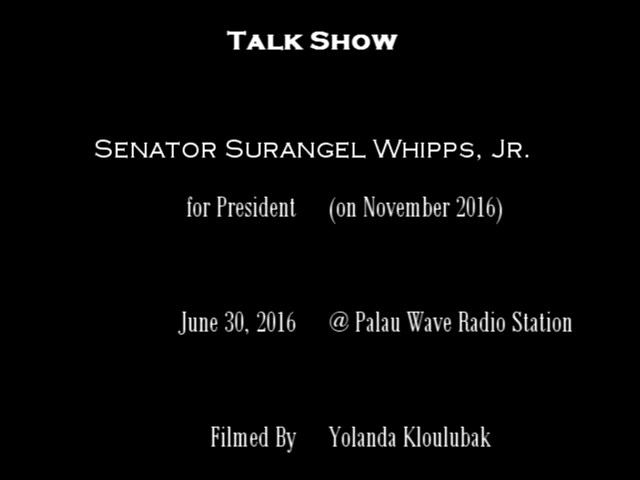 Talk Show
Senator Surangel Whipps, Jr.
for President (on November 2016)
June 30, 2016 @ Palau Wave Radio Station
Filmed By Yolanda Kloulubak